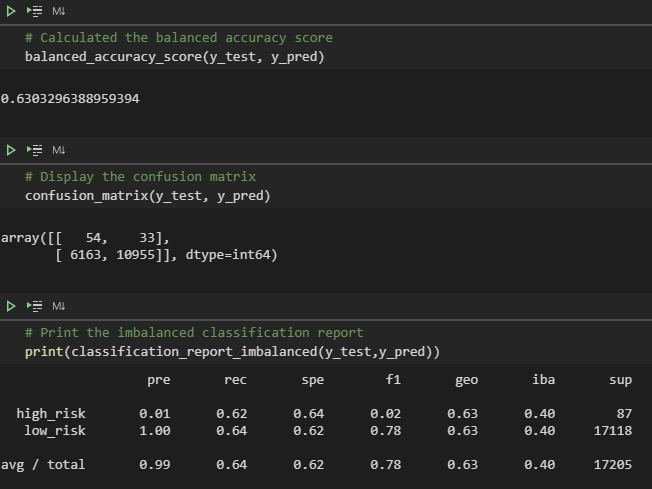 M↓
# Calculated the balanced accuracy score
balanced_accuracy_score(y_test, y_pred)
0.6303296388959394
M↓
# Display the confusion matrix
confusion_matrix(y_test, y_pred)
array([[   54,    33],
       [ 6163, 10955]], dtype=int64)
M↓
# Print the imbalanced classification report
print(classification_report_imbalanced(y_test,y_pred))
pre rec spe f1 geo iba sup
high_risk 0.01 0.62 0.64 0.02 0.63 0.40 87
low_risk 1.00 0.64 0.62 0.78 0.63 0.40 17118
avg / total 0.99 0.64 0.62 0.78 0.63 0.40 17205